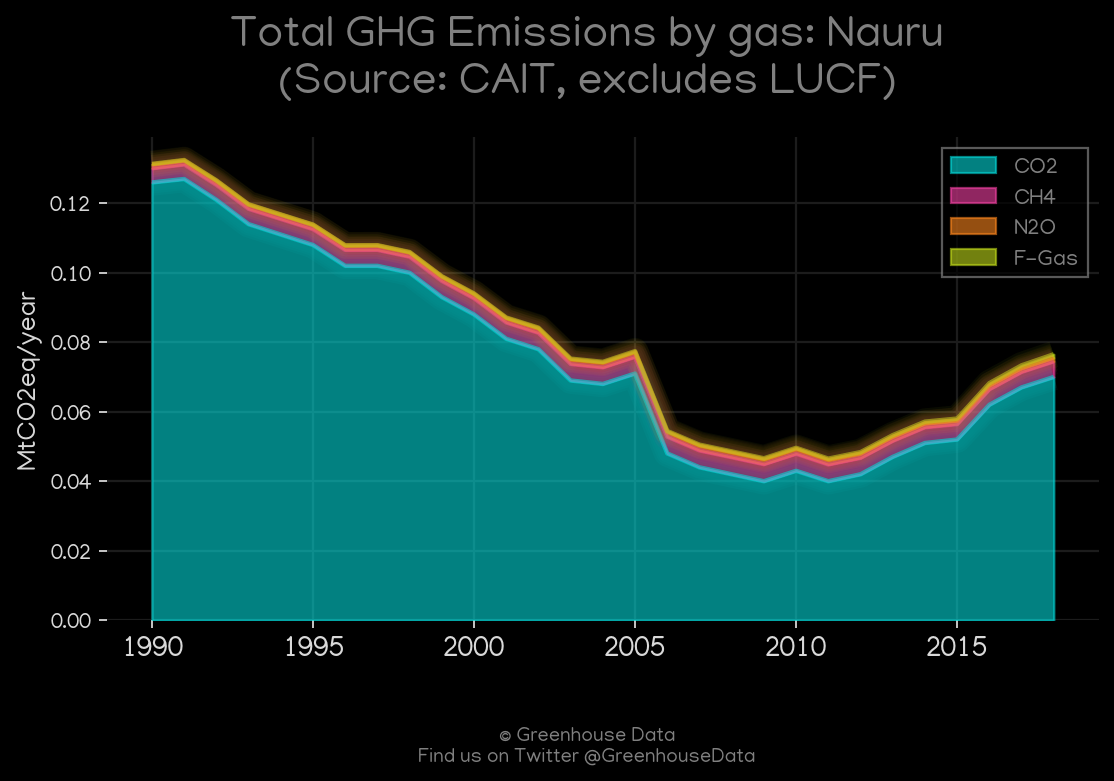 Total GHG Emissions by gas: Nauru
(Source: CAIT, excludes LUCF)
CO2
CH4
N2O
F-Gas
MtCO2eq/year
0.12
0.10
0.08
0.06
0.04
0.02
0.00
1990 1995 2000 2005 2010 2015
© Greenhouse Data
Find us on Twitter @GreenhouseData